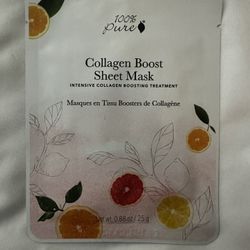 100%
Pure
Collagen Boost
Sheet Mask
INTENSIVE COLLAGEN BOOSTING TREATMENT
Masques en Tissu Boosters de Collagène
Net wt. 0.88oz / 25 g